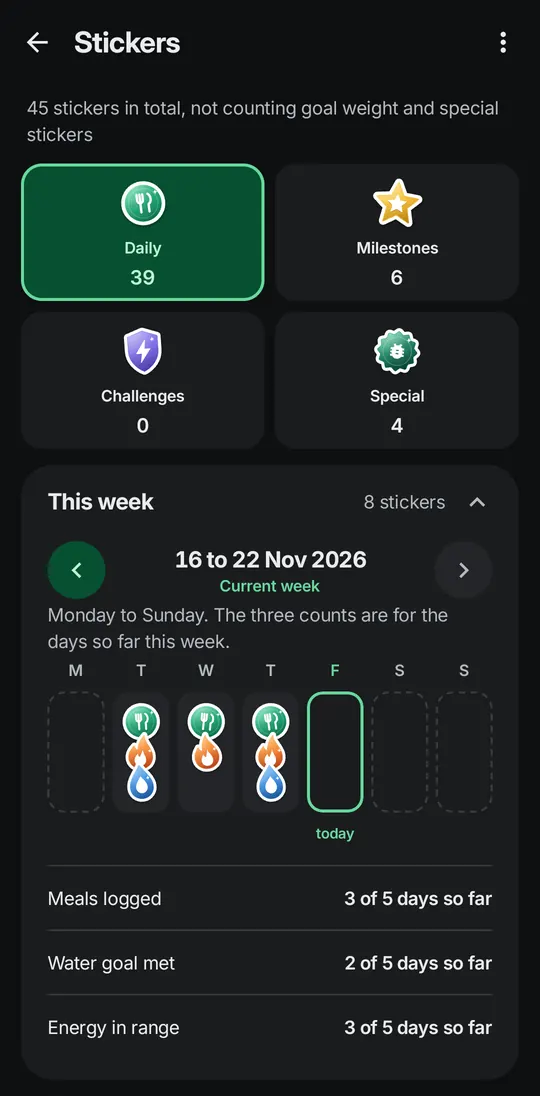 Stickers
45 stickers in total, not counting goal weight and special
stickers
Daily
39
Milestones
6
Challenges
0
Special
4
This week
8 stickers
16 to 22 Nov 2026
Current week
Monday to Sunday. The three counts are for the
days so far this week.
M T W T F S S
today
Meals logged
3 of 5 days so far
Water goal met
2 of 5 days so far
Energy in range
3 of 5 days so far